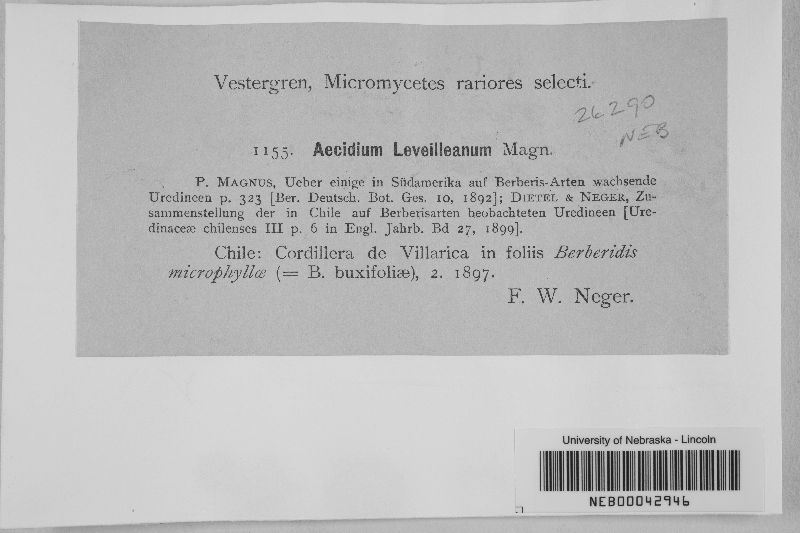 Vestergren, Micromycetes rariores selecti.
26290
NEB
1155. Aecidium Leveilleanum Magn.
P. MAGNUS, Ueber einige in Südamerika auf Berberis-Arten wachsende
Uredineen p. 323 [Ber. Deutsch. Bot. Ges. 10, 1892]; DIETEL & NEGER, Zu-
sammenstellung der in Chile auf Berberisarten beobachteten Uredineen [Ure-
dinaceæ chilenses III p. 6 in Engl. Jahrb. Bd 27, 1899].
Chile: Cordillera de Villarica in foliis Berberidis
microphyllæ (= B. buxifoliæ), 2. 1897.
F. W. Neger.
University of Nebraska - Lincoln
NEB00042946